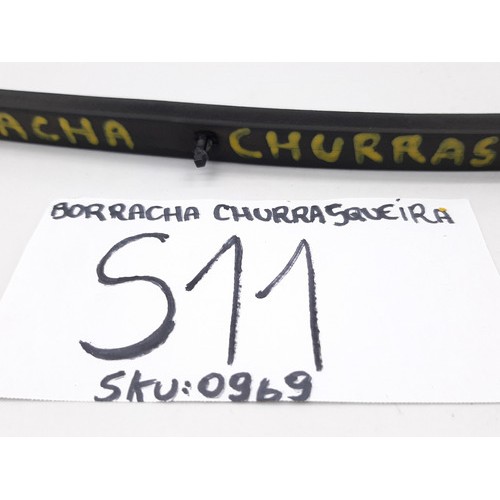 ACHA CHURRAS
BORRACHA CHURRASQUEIRA
S11
SKU:0969